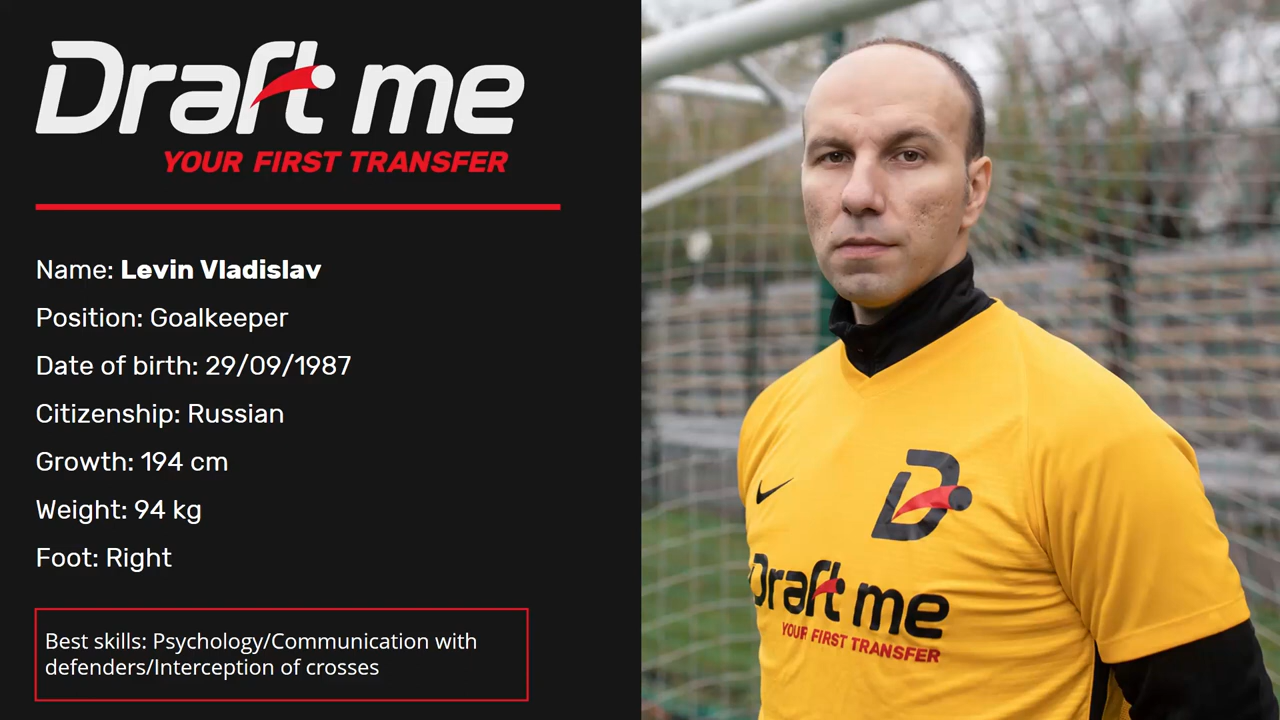 Draft me
YOUR FIRST TRANSFER
Name: Levin Vladislav
Position: Goalkeeper
Date of birth: 29/09/1987
Citizenship: Russian
Growth: 194 cm
Weight: 94 kg
Foot: Right
Best skills: Psychology/Communication with
defenders/Interception of crosses
D
Draft me
YOUR FIRST TRANSFER